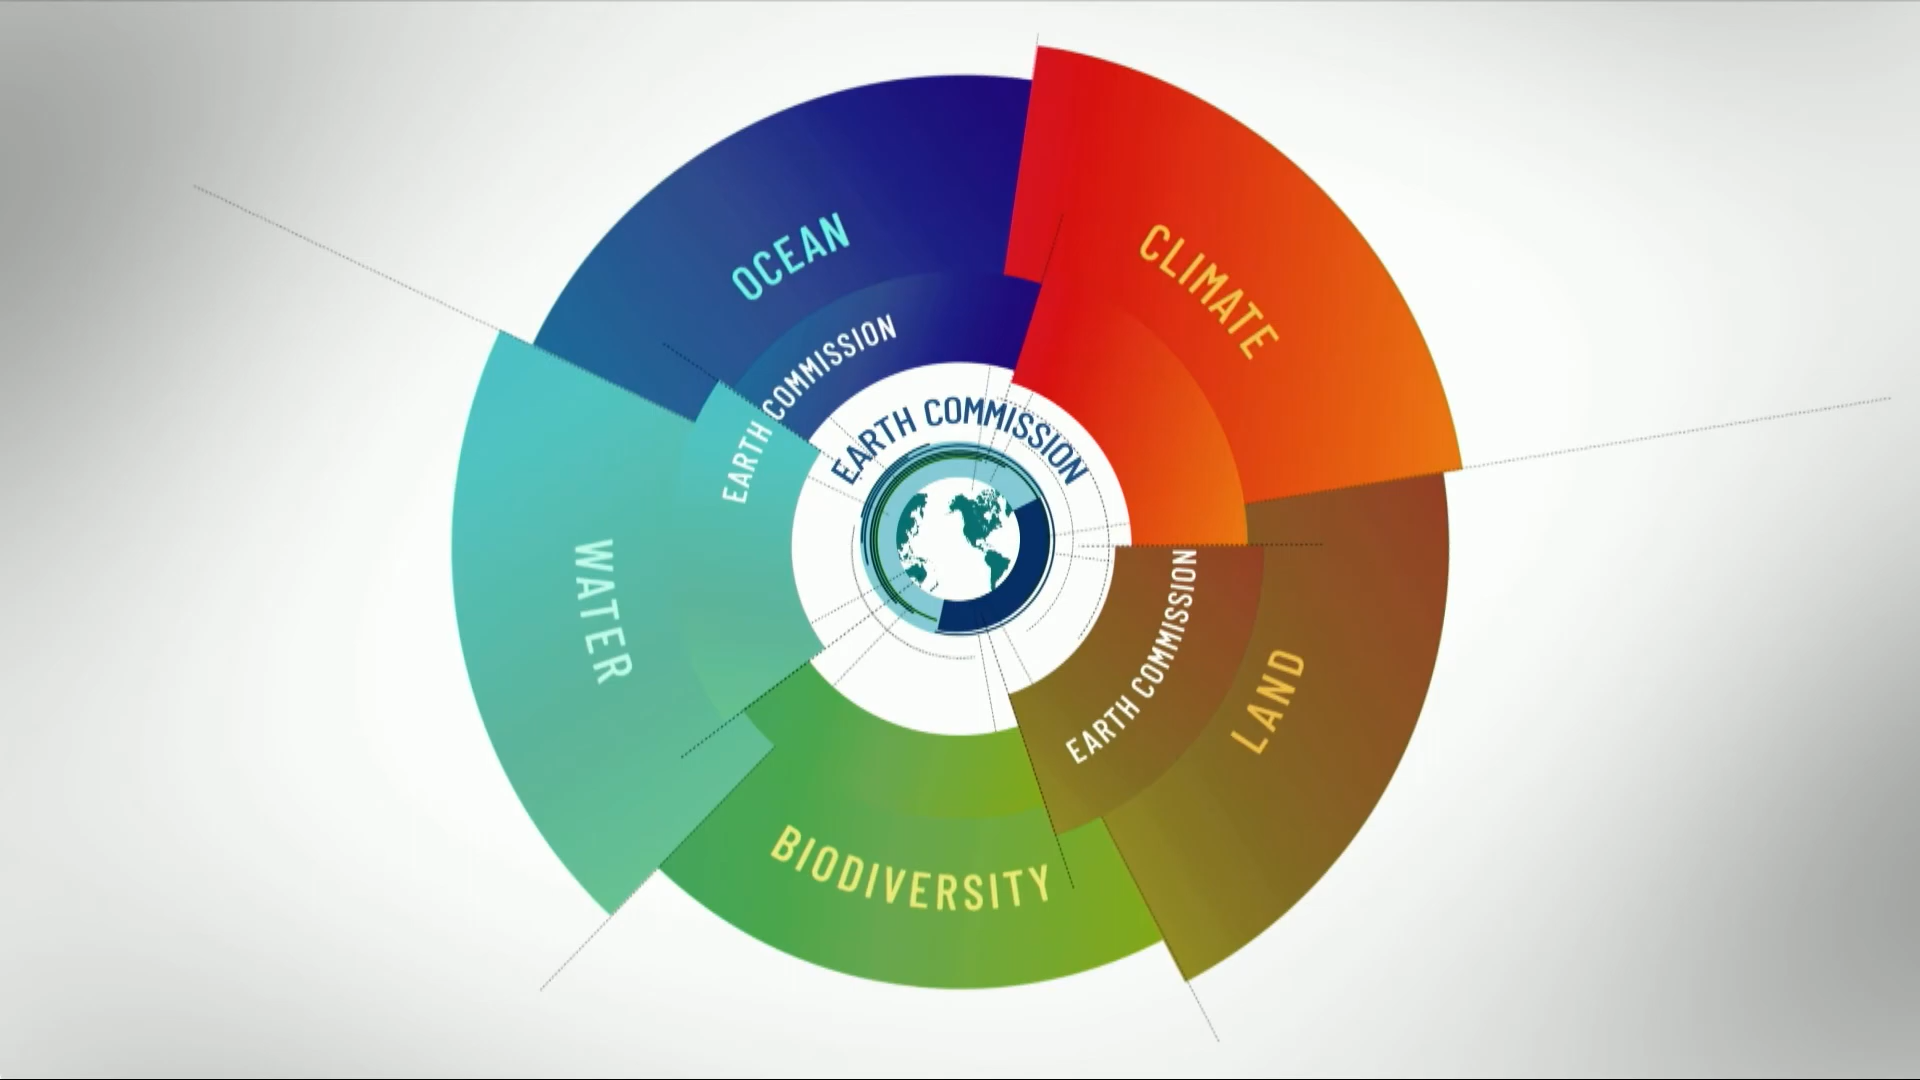 OCEAN
CLIMATE
EARTH COMMISSION
EARTH COMMISSION
EARTH COMMISSION
WATER
EARTH COMMISSION
LAND
BIODIVERSITY